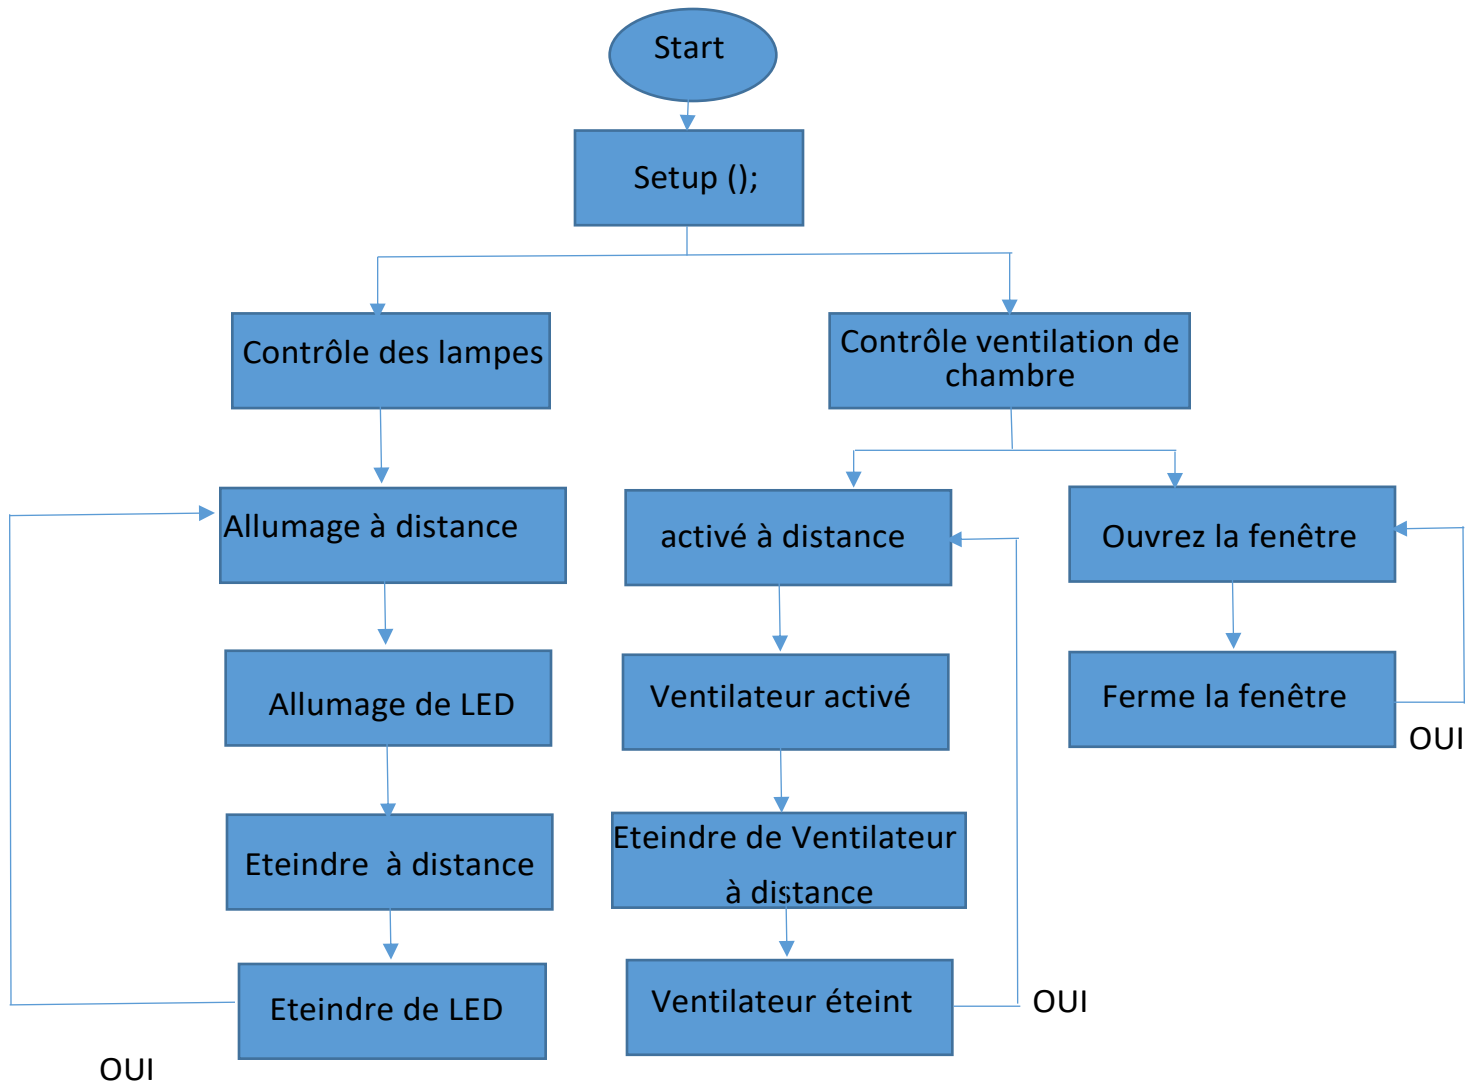 Start
Setup ();
Contrôle des lampes
Contrôle ventilation de
chambre
Allumage à distance
activé à distance
Ouvrez la fenêtre
Allumage de LED
Ventilateur activé
Ferme la fenêtre
OUI
Eteindre à distance
Eteindre de Ventilateur
à distance
Eteindre de LED
Ventilateur éteint
OUI
OUI